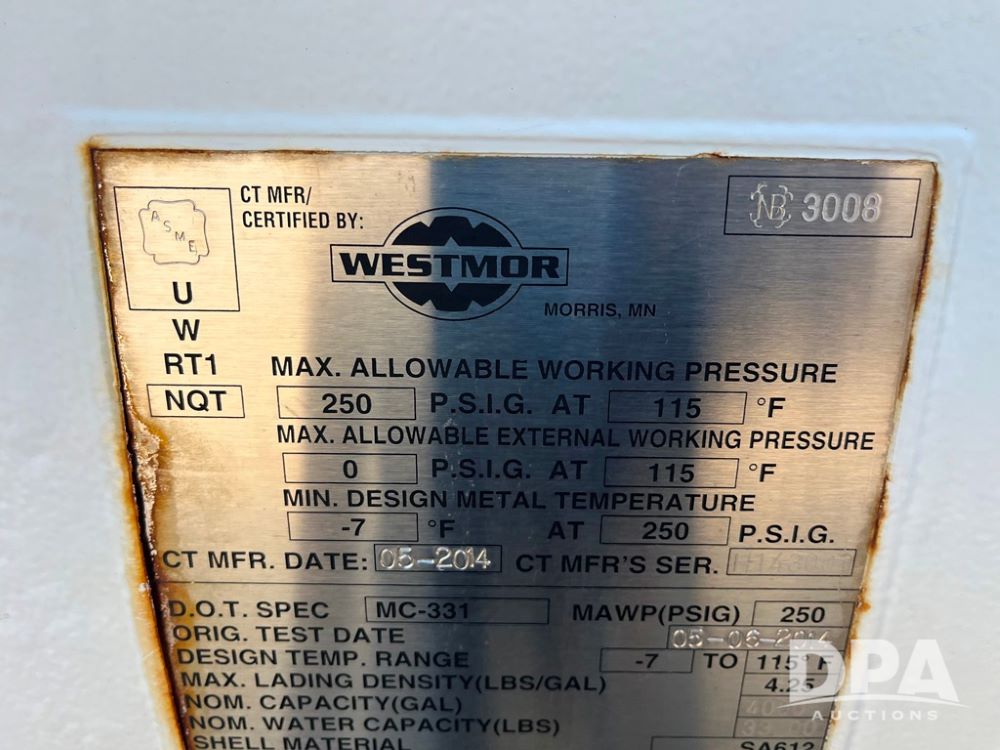 ASME
U
W
RT1
NQT
CT MFR/
CERTIFIED BY:
WESTMOR
MORRIS, MN
NB 3008
MAX. ALLOWABLE WORKING PRESSURE
250 P.S.I.G. AT 115 °F
MAX. ALLOWABLE EXTERNAL WORKING PRESSURE
0 P.S.I.G. AT 115 °F
MIN. DESIGN METAL TEMPERATURE
-7 °F AT 250 P.S.I.G.
CT MFR. DATE: 05-2014 CT MFR'S SER.
D.O.T. SPEC MC-331 MAWP(PSIG) 250
ORIG. TEST DATE 05-06-2014
DESIGN TEMP. RANGE -7 TO 115° F
MAX. LADING DENSITY(LBS/GAL) 4.25
NOM. CAPACITY(GAL)
NOM. WATER CAPACITY(LBS)
SHELL MATERIAL SA612
DPA
AUCTIONS